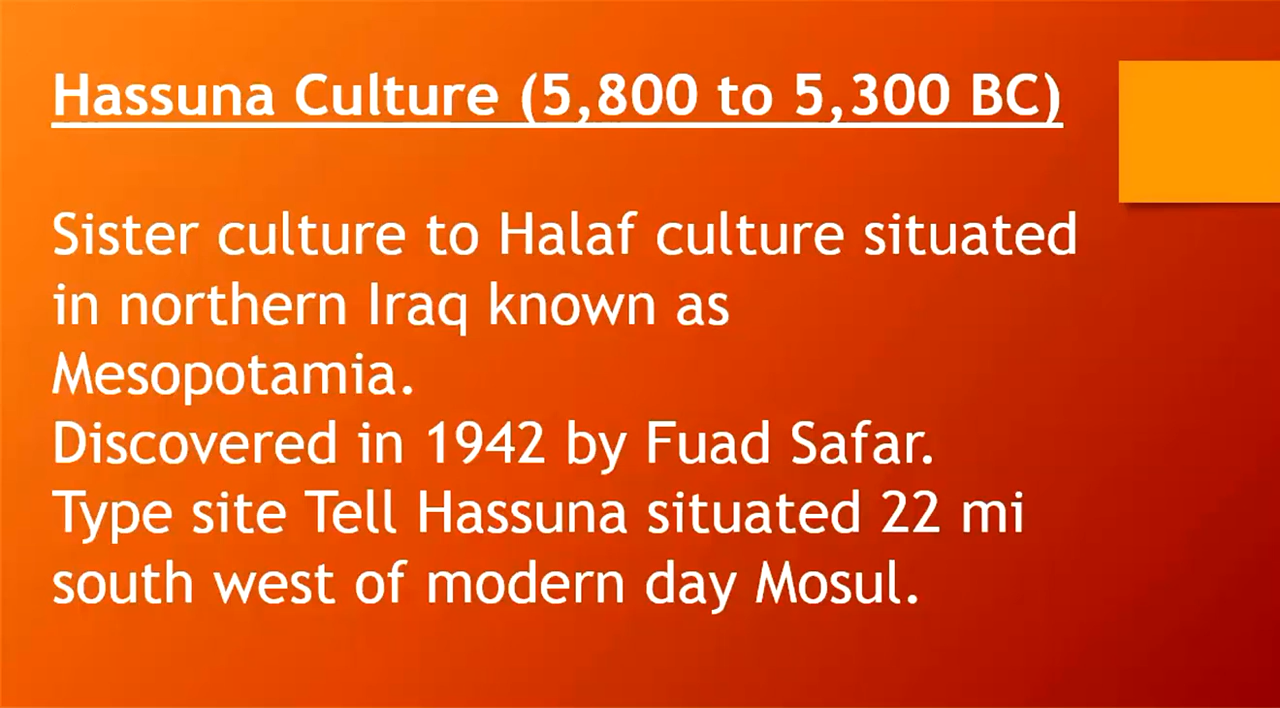 Hassuna Culture (5,800 to 5,300 BC)
Sister culture to Halaf culture situated
in northern Iraq known as
Mesopotamia.
Discovered in 1942 by Fuad Safar.
Type site Tell Hassuna situated 22 mi
south west of modern day Mosul.